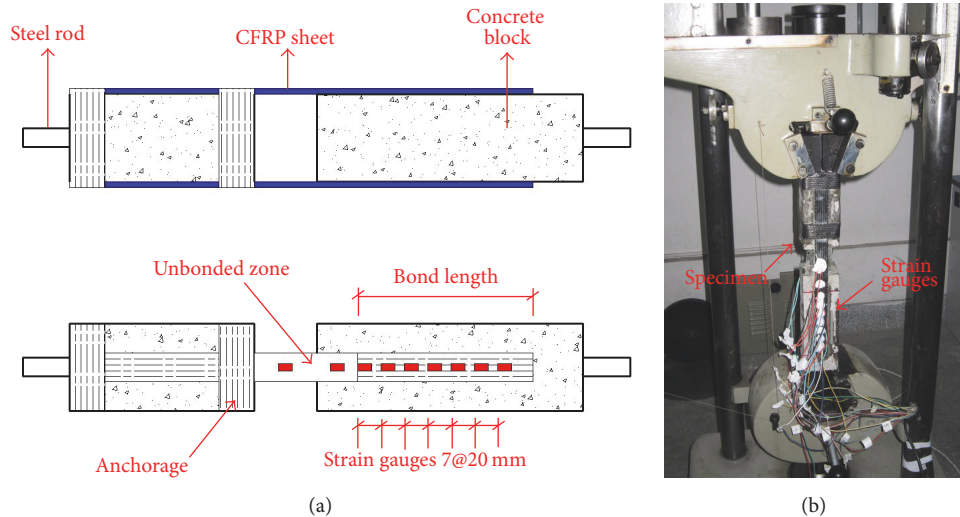 Steel rod
CFRP sheet
Concrete
block
Unbonded zone
Bond length
Anchorage
Strain gauges 7@20 mm
(a)
Specimen
Strain
gauges
(b)